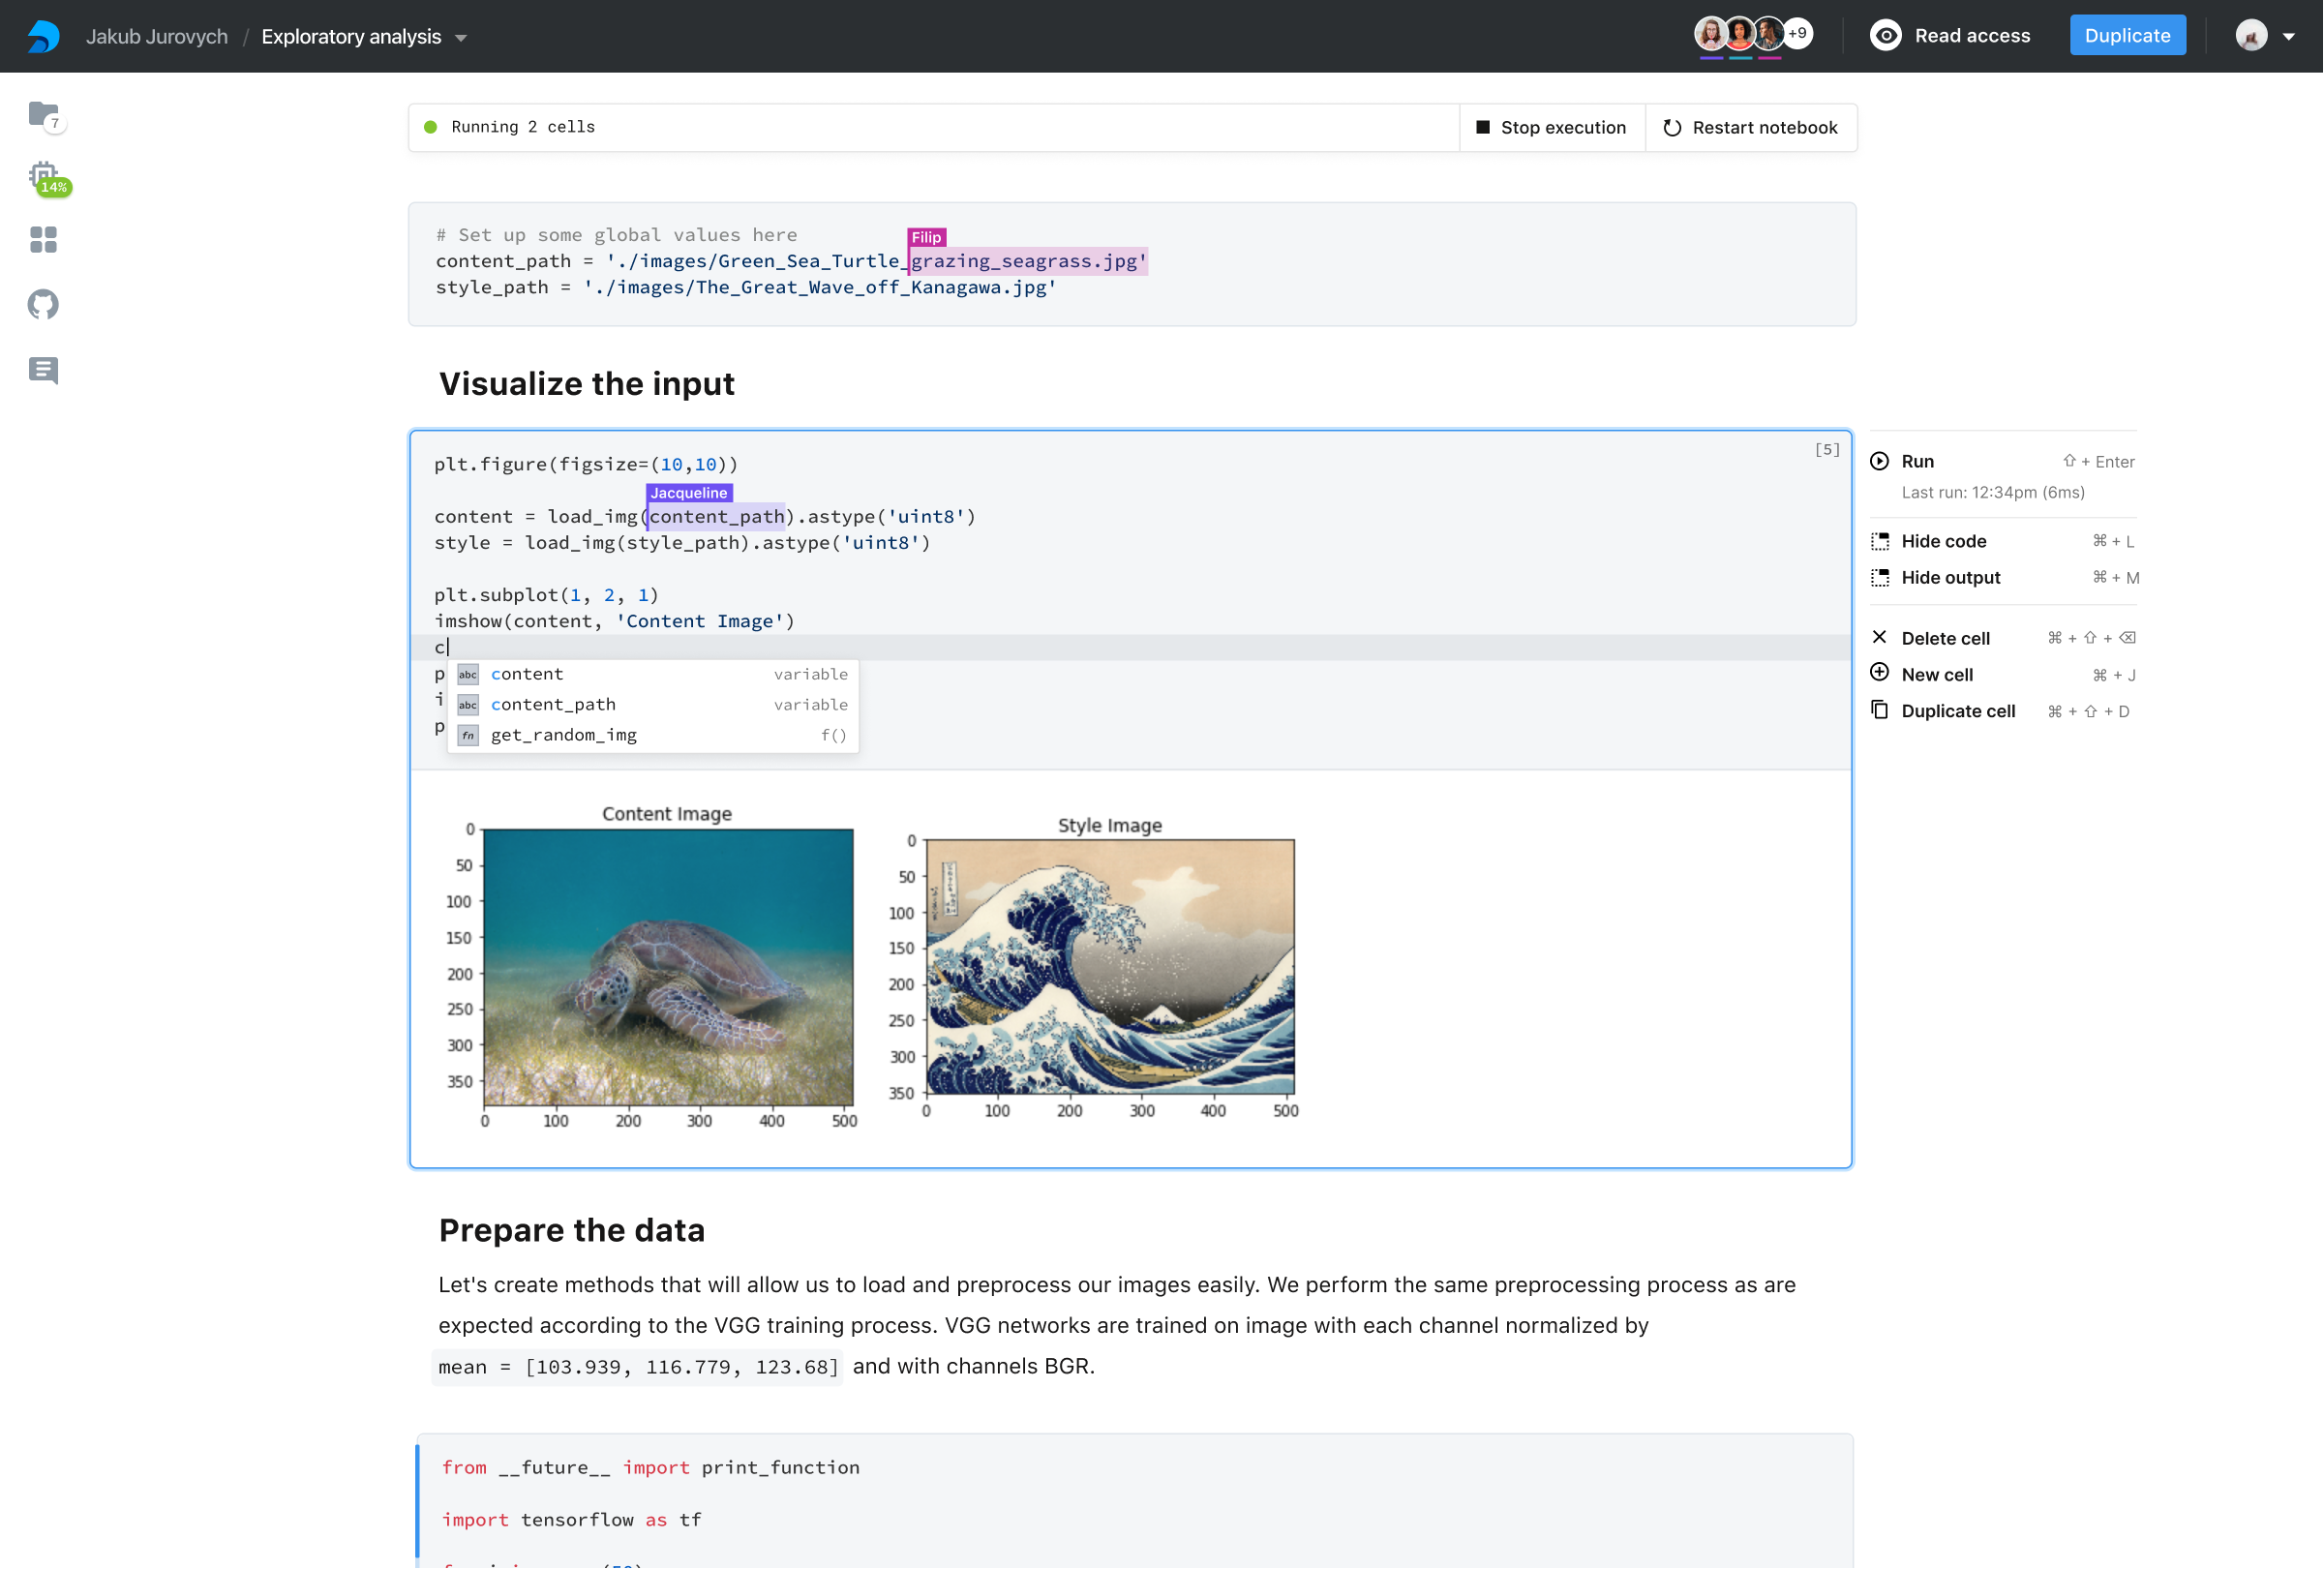 Jakub Jurovych / Exploratory analysis
+9
Read access
Duplicate
7
14%
Running 2 cells
Stop execution
Restart notebook
# Set up some global values here
Filip
content_path = './images/Green_Sea_Turtle_grazing_seagrass.jpg'
style_path = './images/The_Great_Wave_off_Kanagawa.jpg'
Visualize the input
[5]
plt.figure(figsize=(10,10))
Jacqueline
content = load_img(content_path).astype('uint8')
style = load_img(style_path).astype('uint8')
plt.subplot(1, 2, 1)
imshow(content, 'Content Image')
c
p
i
p
abc content variable
abc content_path variable
fn get_random_img f()
Run ⇧ + Enter
Last run: 12:34pm (6ms)
Hide code ⌘ + L
Hide output ⌘ + M
Delete cell ⌘ + ⇧ + ⌫
New cell ⌘ + J
Duplicate cell ⌘ + ⇧ + D
Content Image
0
50
100
150
200
250
300
350
0 100 200 300 400 500
Style Image
0
50
100
150
200
250
300
350
0 100 200 300 400 500
Prepare the data
Let's create methods that will allow us to load and preprocess our images easily. We perform the same preprocessing process as are
expected according to the VGG training process. VGG networks are trained on image with each channel normalized by
mean = [103.939, 116.779, 123.68] and with channels BGR.
from __future__ import print_function
import tensorflow as tf